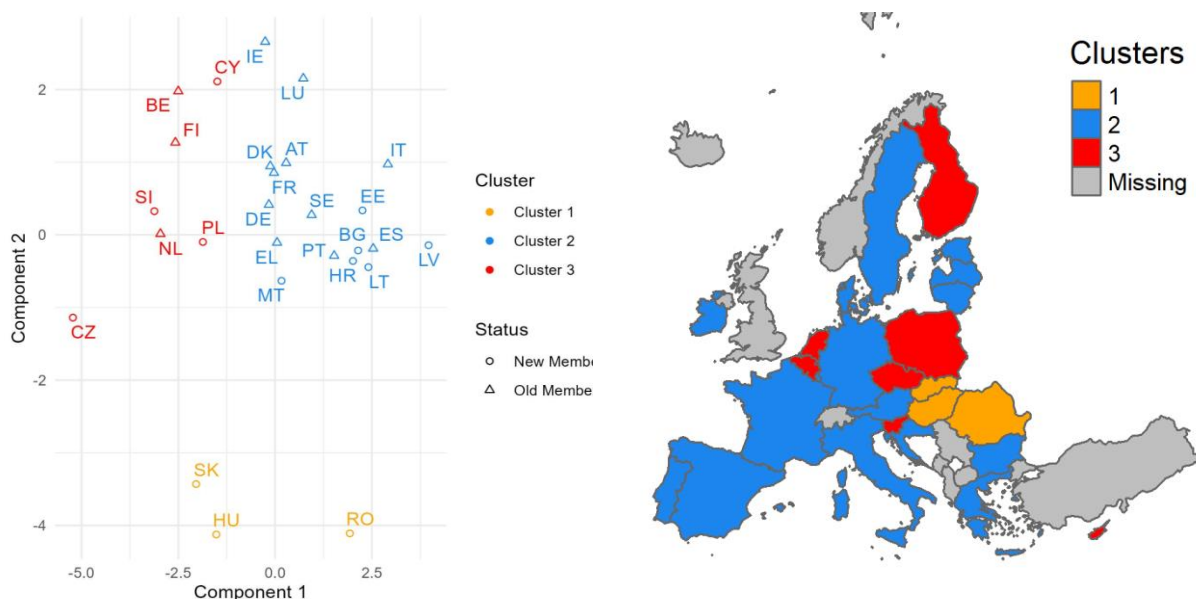 IE
CY
BE
LU
FI
DK
AT
IT
FR
SI
DE
SE
EE
NL
PL
EL
PT
BG
ES
HR
LT
LV
MT
CZ
SK
HU
RO
2
0
-2
-4
-5.0
-2.5
0.0
2.5
Component 1
Component 2
Cluster
Cluster 1
Cluster 2
Cluster 3
Status
New Membe
Old Membe
Clusters
1
2
3
Missing